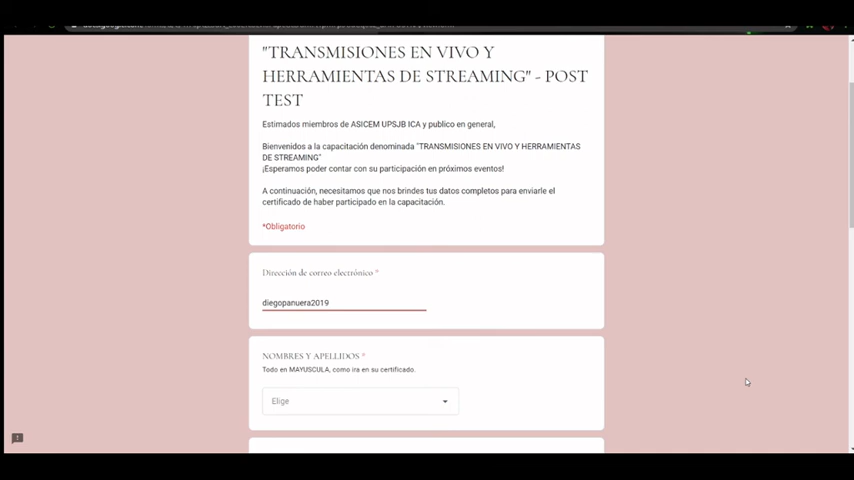 "TRANSMISIONES EN VIVO Y
HERRAMIENTAS DE STREAMING" - POST
TEST
Estimados miembros de ASICEM UPSJB ICA y publico en general,
Bienvenidos a la capacitación denominada "TRANSMISIONES EN VIVO Y HERRAMIENTAS
DE STREAMING"
¡Esperamos poder contar con su participación en próximos eventos!
A continuación, necesitamos que nos brindes tus datos completos para enviarle el
certificado de haber participado en la capacitación.
*Obligatorio
Dirección de correo electrónico *
diegopanuera2019
NOMBRES Y APELLIDOS *
Todo en MAYUSCULA, como ira en su certificado.
Elige